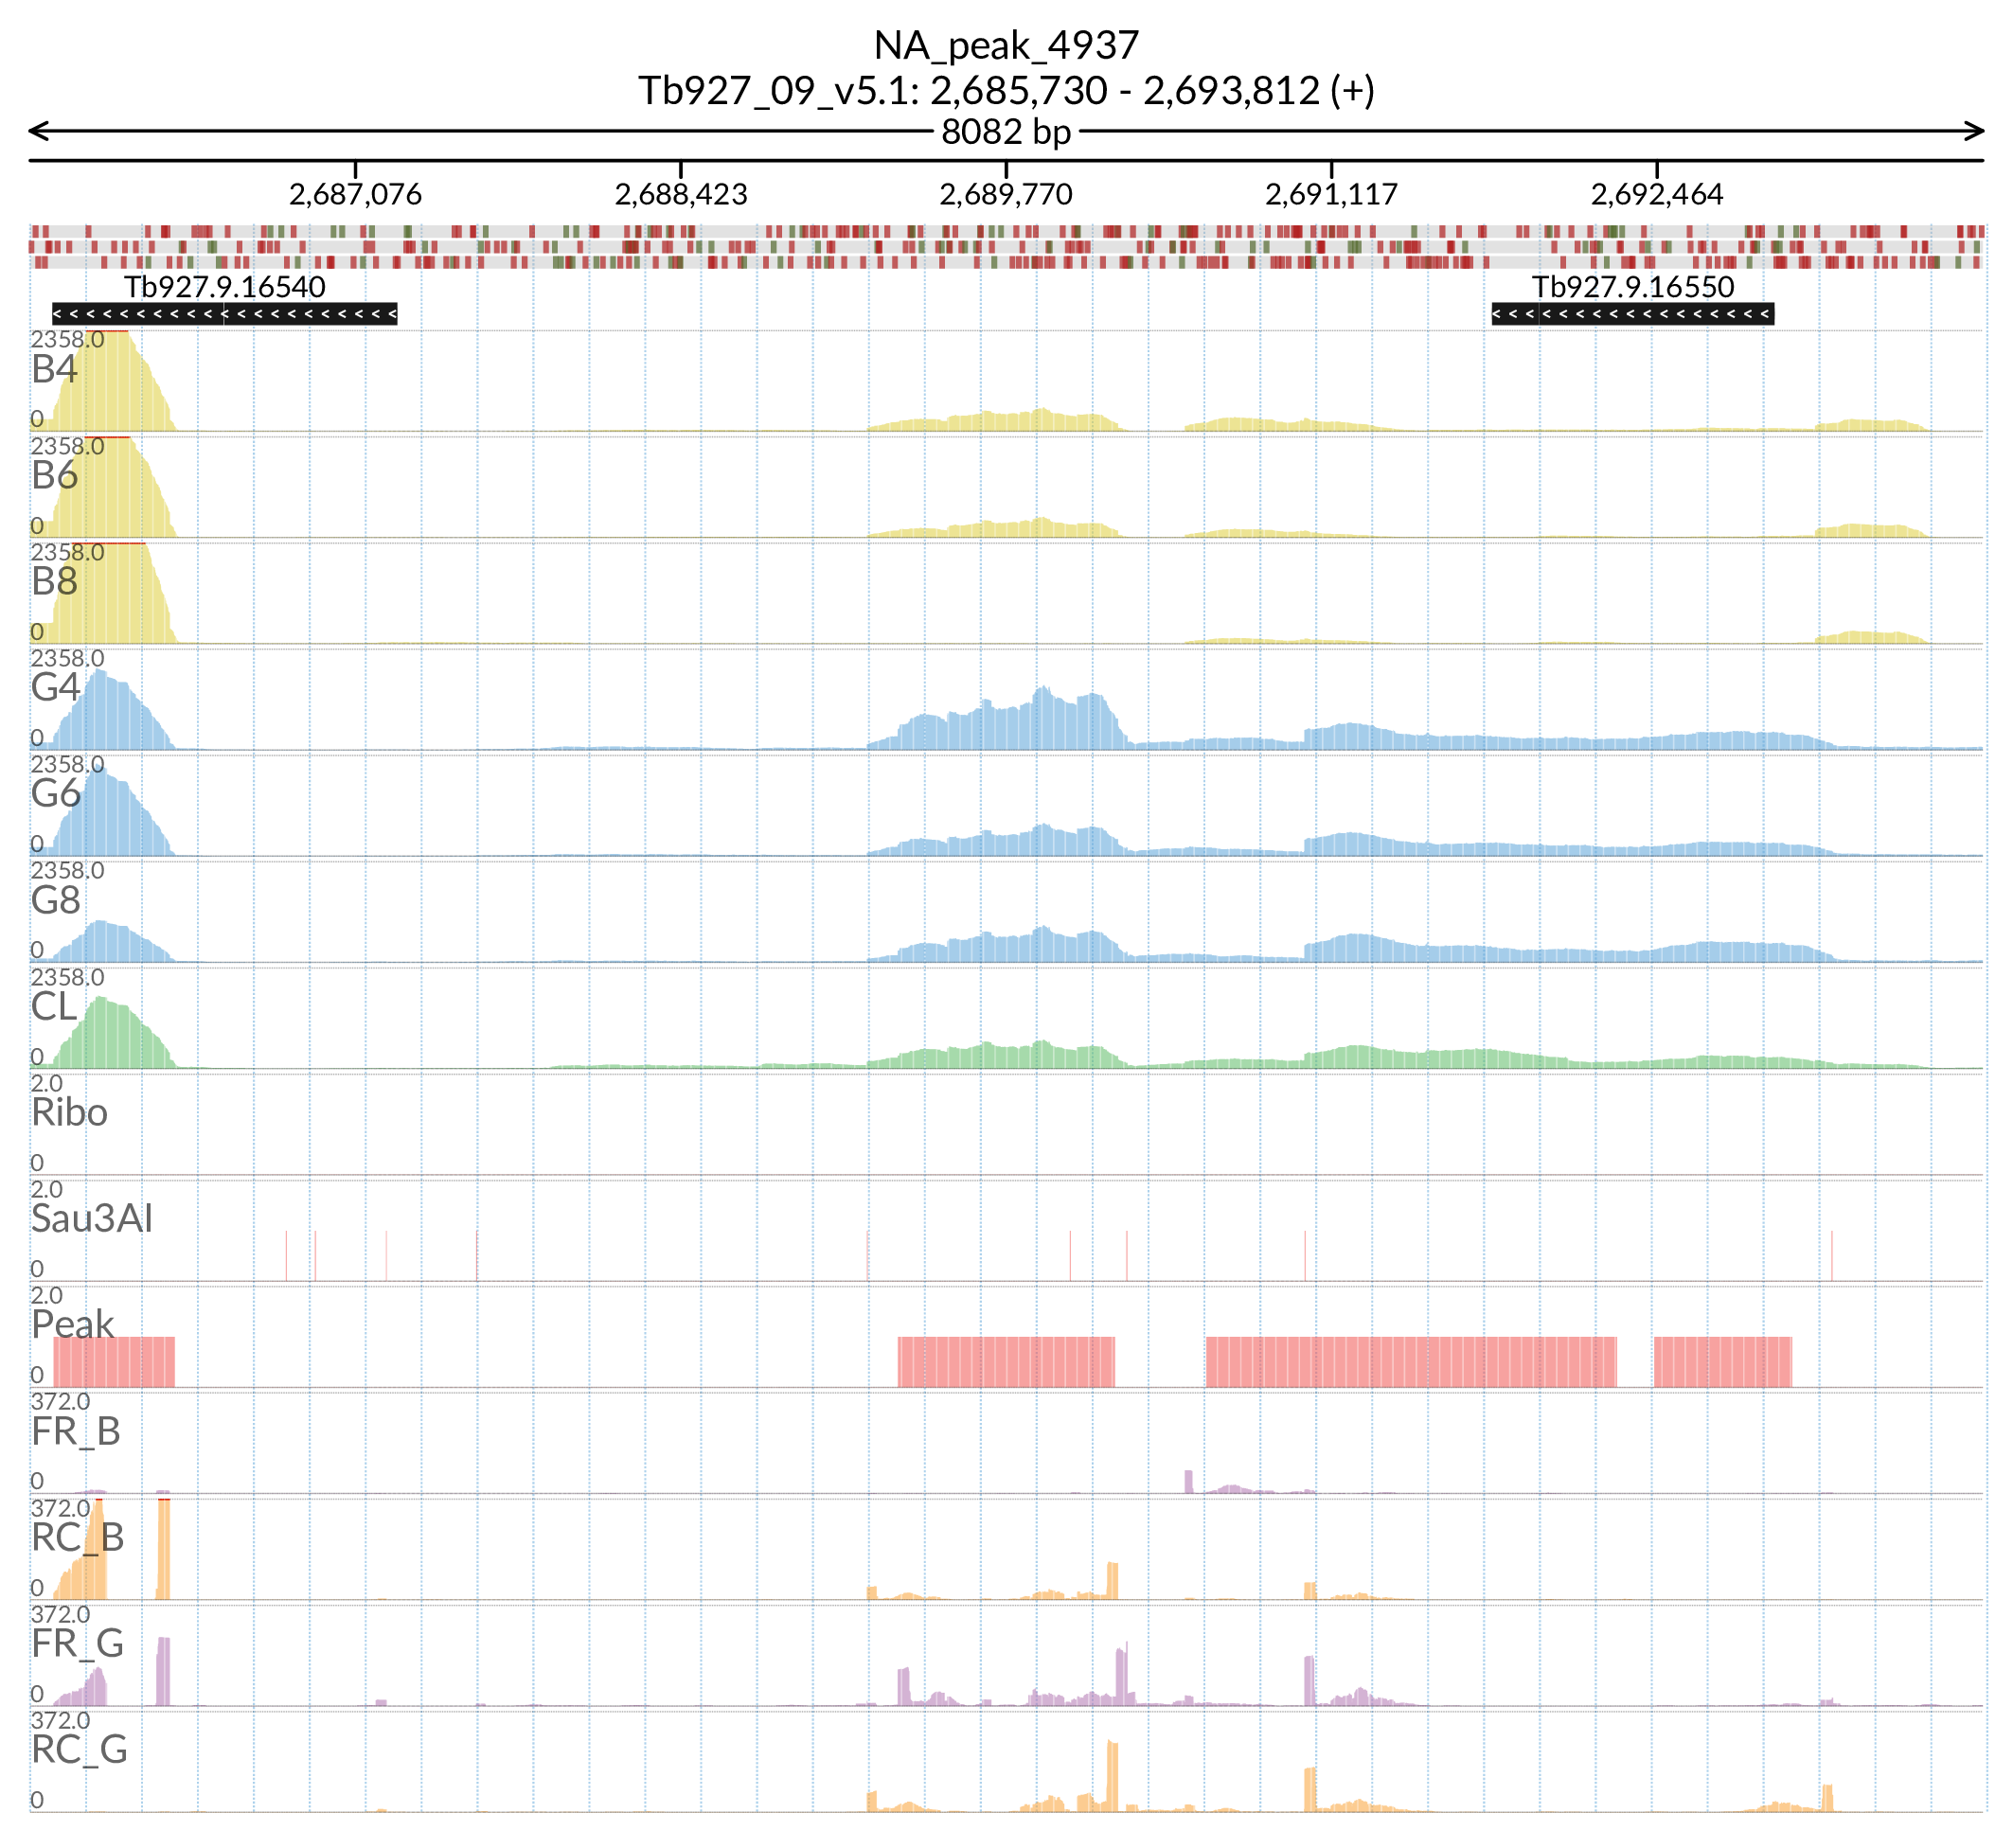 NA_peak_4937
Tb927_09_v5.1: 2,685,730 - 2,693,812 (+)
8082 bp
2,687,076 2,688,423 2,689,770 2,691,117 2,692,464
Tb927.9.16540 Tb927.9.16550
2358.0
B4
0
2358.0
B6
0
2358.0
B8
0
2358.0
G4
0
2358.0
G6
0
2358.0
G8
0
2358.0
CL
0
2.0
Ribo
0
2.0
Sau3AI
0
2.0
Peak
0
372.0
FR_B
0
372.0
RC_B
0
372.0
FR_G
0
372.0
RC_G
0